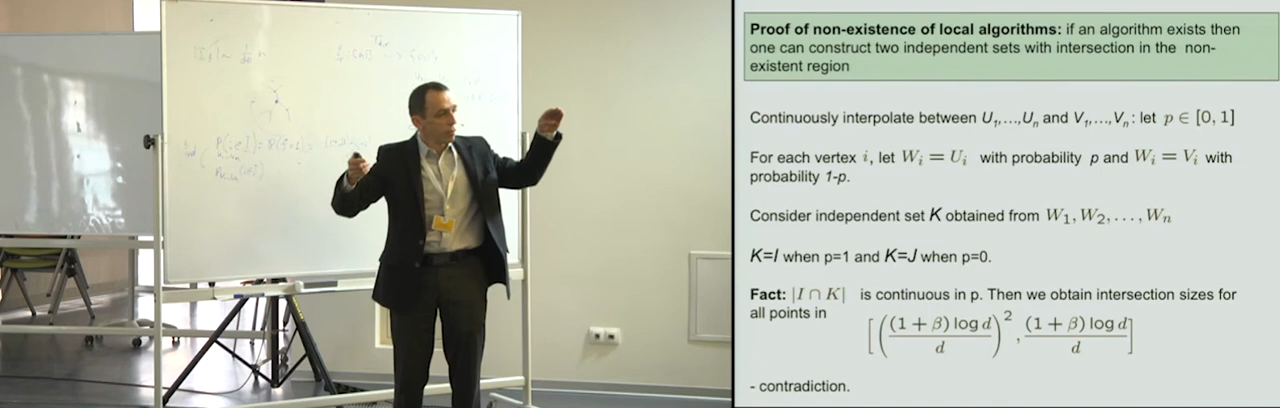 Proof of non-existence of local algorithms: if an algorithm exists then
one can construct two independent sets with intersection in the non-
existent region
Continuously interpolate between U₁,...,Uₙ and V₁,...,Vₙ: let p ∈ [0, 1]
For each vertex i, let Wᵢ = Uᵢ with probability p and Wᵢ = Vᵢ with
probability 1-p.
Consider independent set K obtained from W₁, W₂, . . . , Wₙ
K=I when p=1 and K=J when p=0.
Fact: |I ∩ K| is continuous in p. Then we obtain intersection sizes for
all points in [((1 + β) log d / d)², (1 + β) log d / d]
- contradiction.